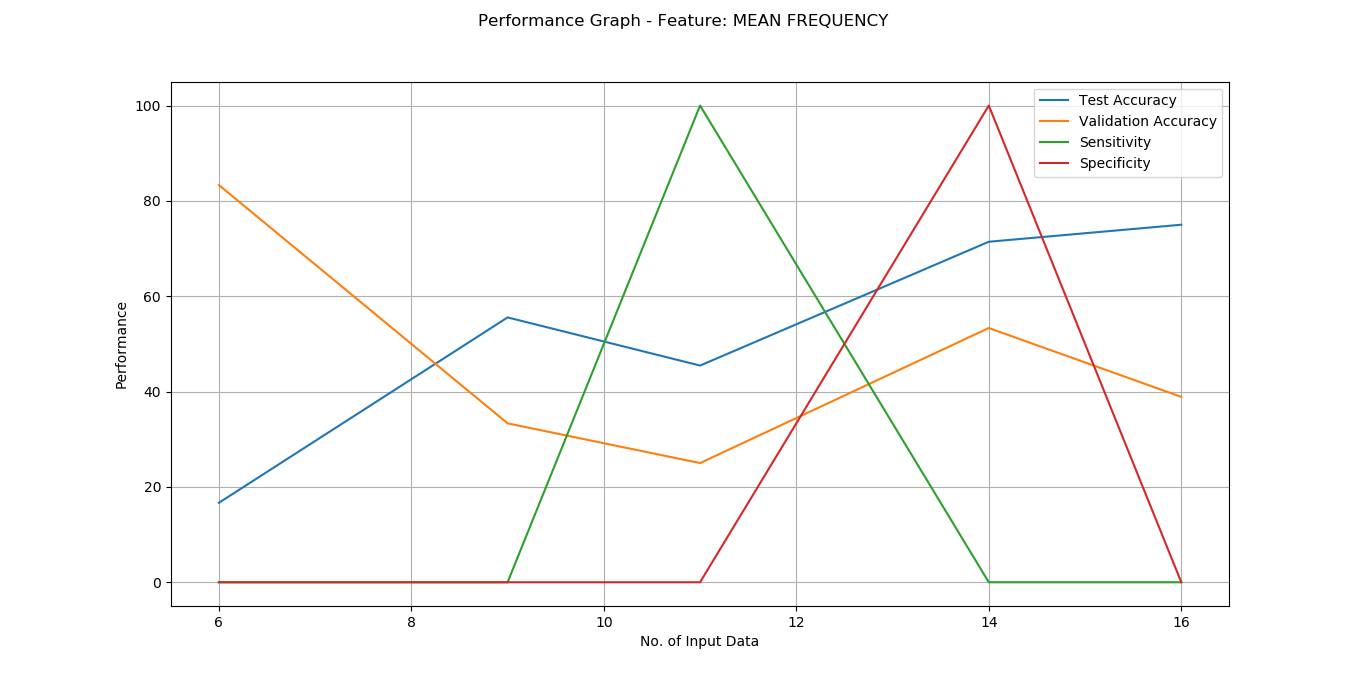 Performance Graph - Feature: MEAN FREQUENCY
Test Accuracy
Validation Accuracy
Sensitivity
Specificity
100
80
60
40
20
0
Performance
6 8 10 12 14 16
No. of Input Data